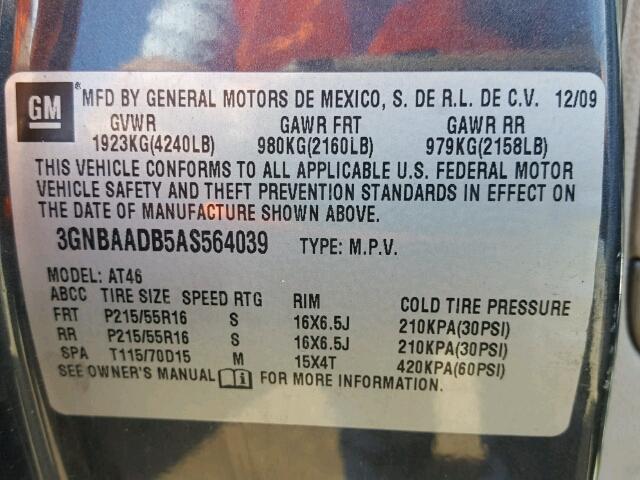 GM ® MFD BY GENERAL MOTORS DE MEXICO, S. DE R.L. DE C.V. 12/09
GVWR GAWR FRT GAWR RR
1923KG(4240LB) 980KG(2160LB) 979KG(2158LB)
THIS VEHICLE CONFORMS TO ALL APPLICABLE U.S. FEDERAL MOTOR
VEHICLE SAFETY AND THEFT PREVENTION STANDARDS IN EFFECT ON
THE DATE OF MANUFACTURE SHOWN ABOVE.
3GNBAADB5AS564039 TYPE: M.P.V.
MODEL: AT46
ABCC TIRE SIZE SPEED RTG RIM COLD TIRE PRESSURE
FRT P215/55R16 S 16X6.5J 210KPA(30PSI)
RR P215/55R16 S 16X6.5J 210KPA(30PSI)
SPA T115/70D15 M 15X4T 420KPA(60PSI)
SEE OWNER'S MANUAL FOR MORE INFORMATION.